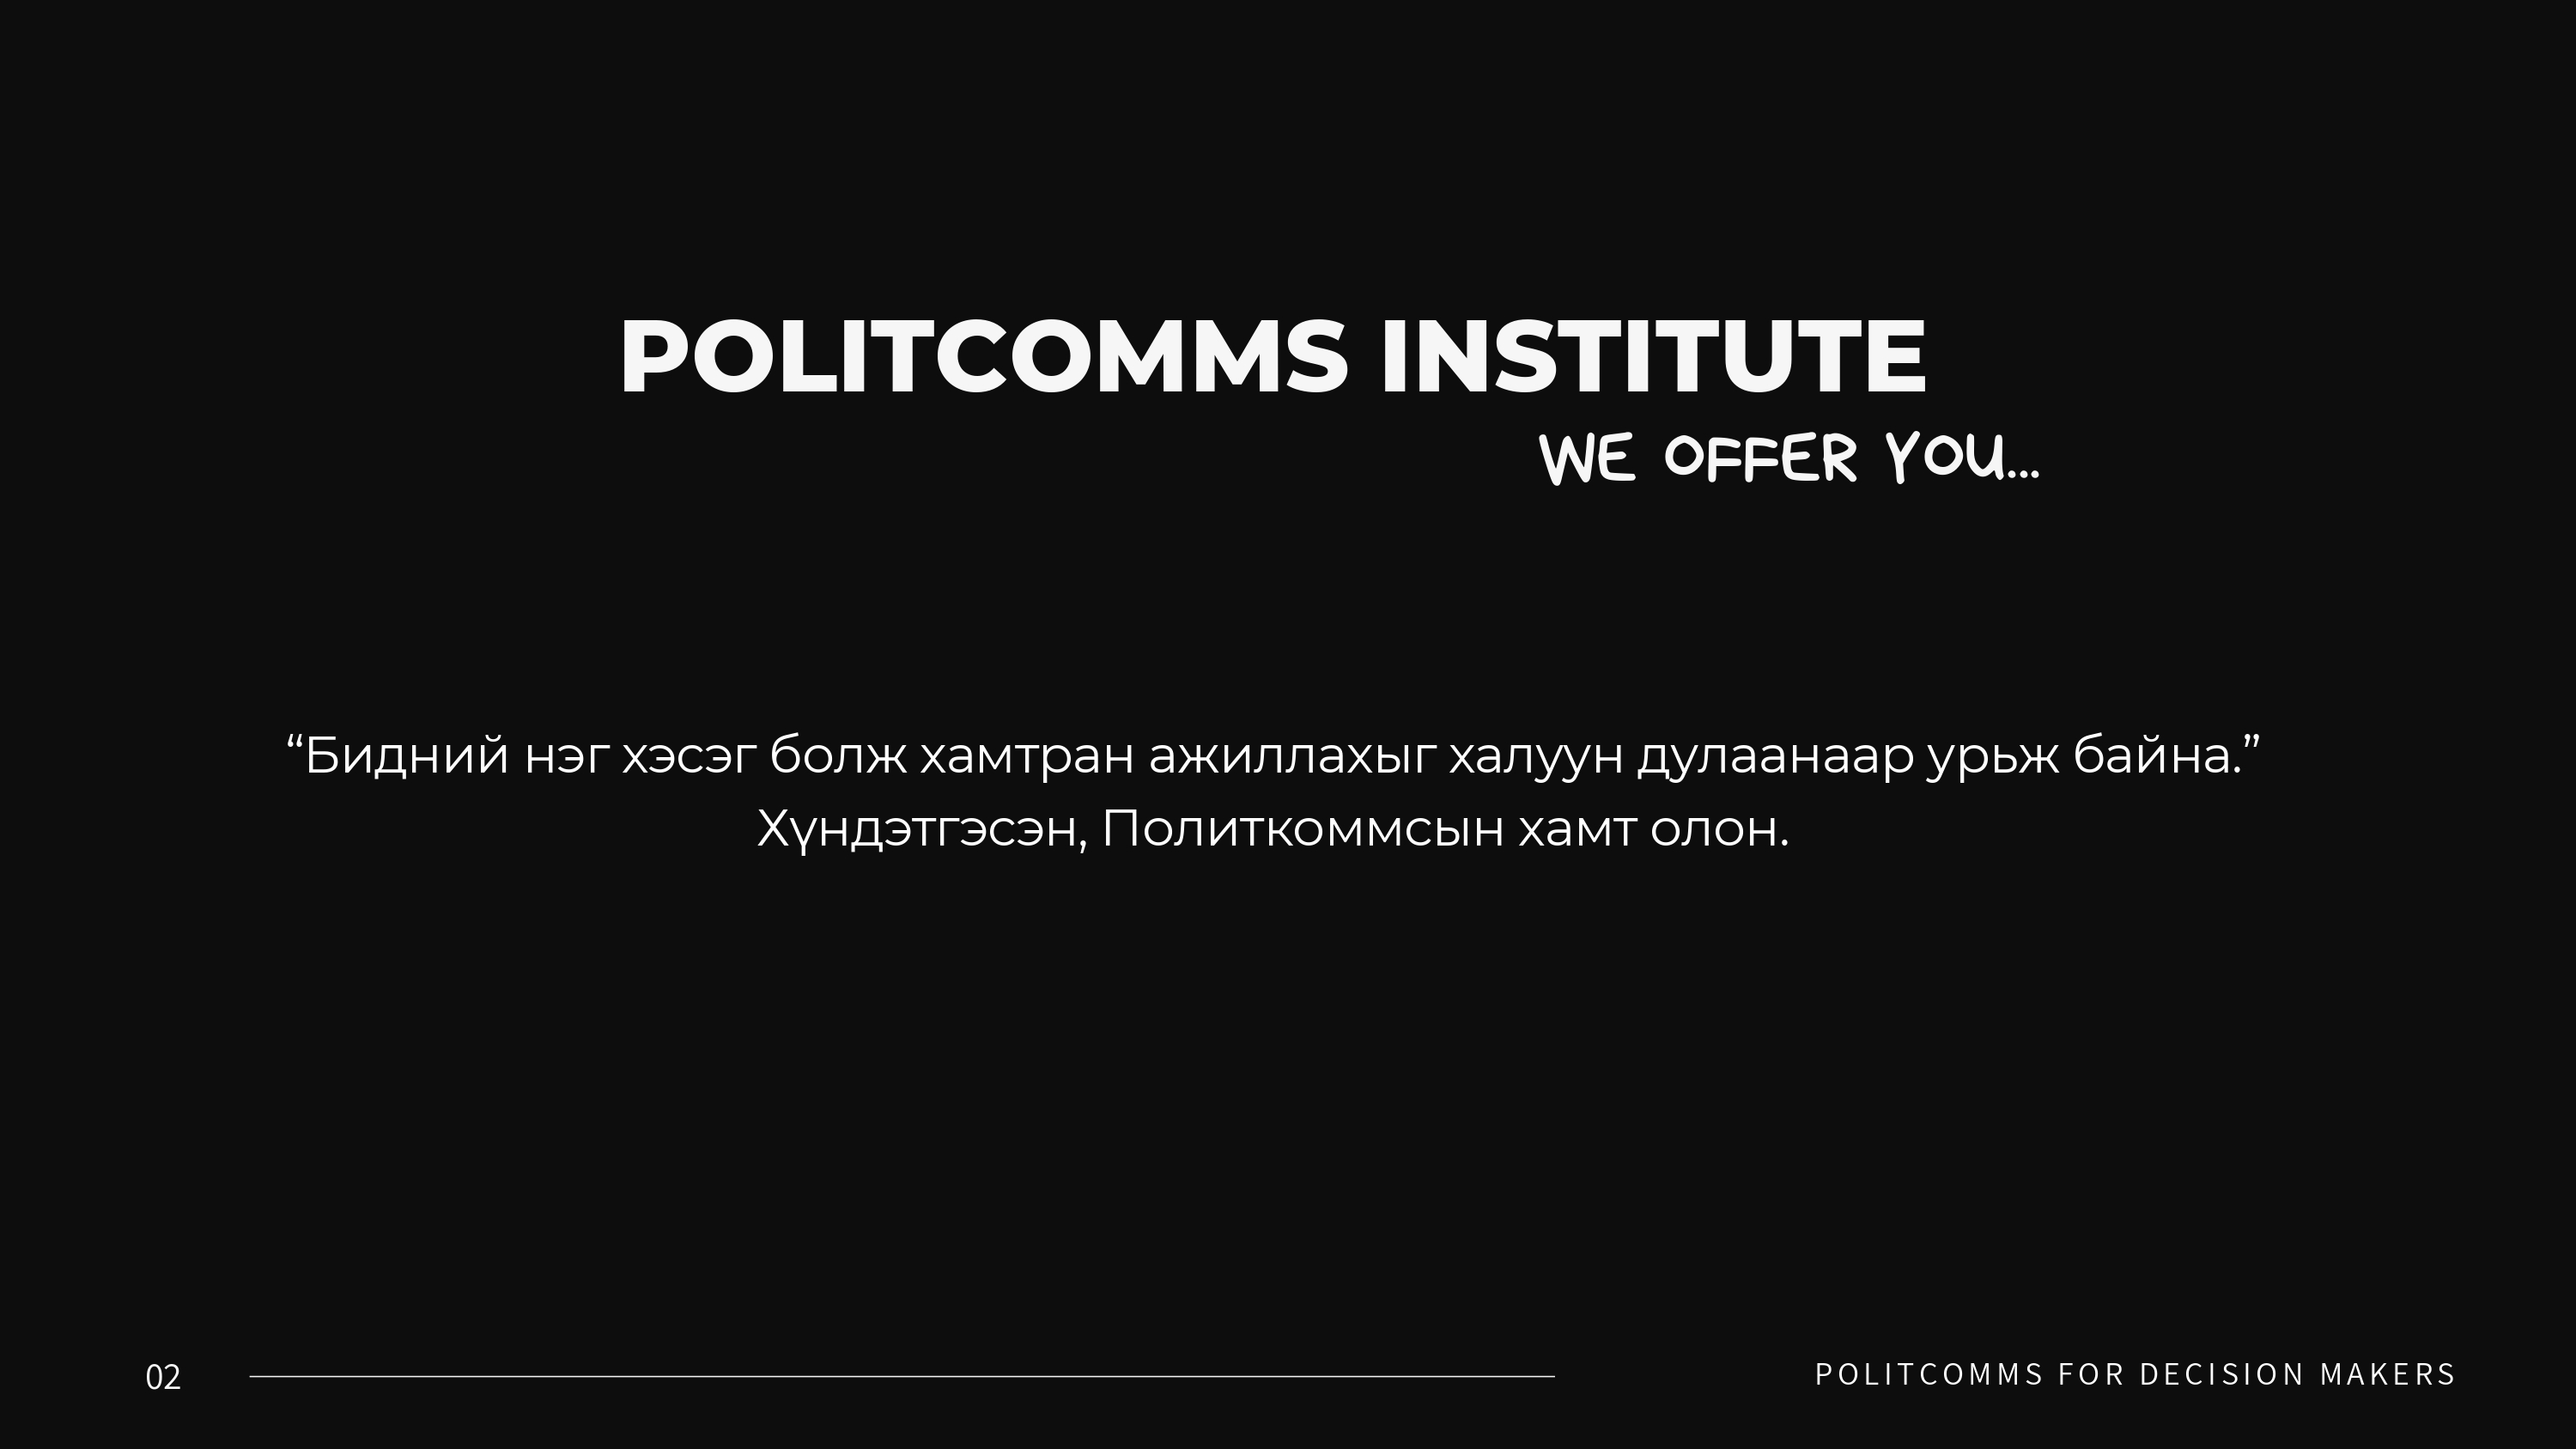 POLITCOMMS INSTITUTE
WE OFFER YOU...
“Бидний нэг хэсэг болж хамтран ажиллахыг халуун дулаанаар урьж байна.”
Хүндэтгэсэн, Политкоммсын хамт олон.
02
POLITCOMMS FOR DECISION MAKERS